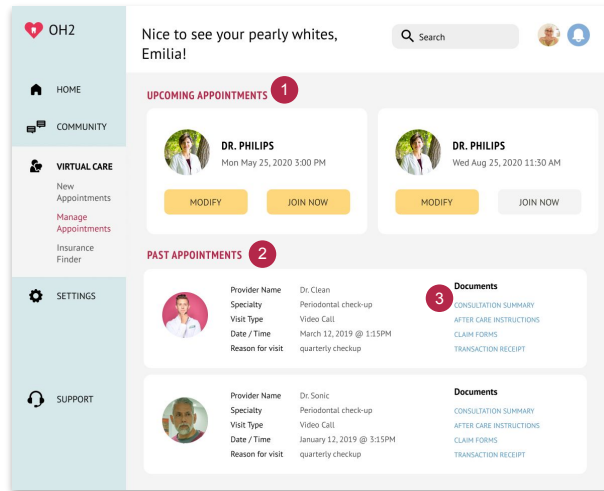 OH2
Nice to see your pearly whites,
Emilia!
Search
HOME
COMMUNITY
VIRTUAL CARE
New
Appointments
Manage
Appointments
Insurance
Finder
SETTINGS
SUPPORT
UPCOMING APPOINTMENTS 1
DR. PHILIPS
Mon May 25, 2020 3:00 PM
MODIFY JOIN NOW
DR. PHILIPS
Wed Aug 25, 2020 11:30 AM
MODIFY JOIN NOW
PAST APPOINTMENTS 2
Provider Name Dr. Clean
Specialty Periodontal check-up
Visit Type Video Call
Date / Time March 12, 2019 @ 1:15PM
Reason for visit quarterly checkup
3
Documents
CONSULTATION SUMMARY
AFTER CARE INSTRUCTIONS
CLAIM FORMS
TRANSACTION RECEIPT
Provider Name Dr. Sonic
Specialty Periodontal check-up
Visit Type Video Call
Date / Time January 12, 2019 @ 3:15PM
Reason for visit quarterly checkup
Documents
CONSULTATION SUMMARY
AFTER CARE INSTRUCTIONS
CLAIM FORMS
TRANSACTION RECEIPT